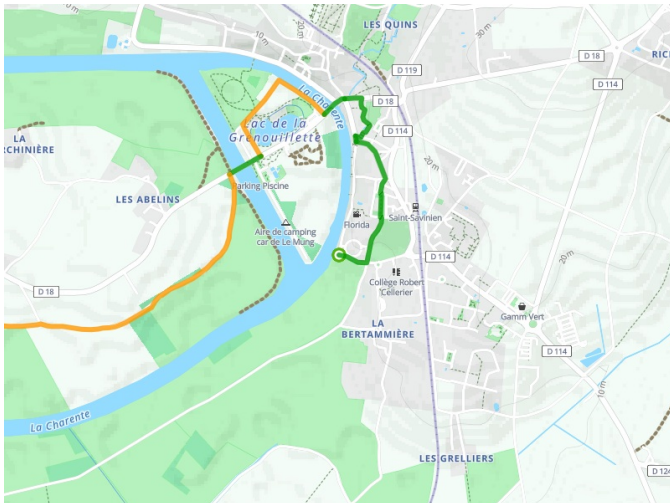 LES QUINS
20 m
10 m
30 m
D 18
RIC
D 119
La Charente
D 18
D 114
Lac de la
Grenouillette
LA
RCHINIÈRE
20 m
Parking Piscine
LES ABELINS
Florida
Saint-Savinien
Aire de camping
car de Le Mung
D 114
20 m
Collège Robert
Cellerier
D 18
Gamm Vert
LA
BERTAMMIÈRE
D 114
10 m
La Charente
LES GRELLIERS
D 124